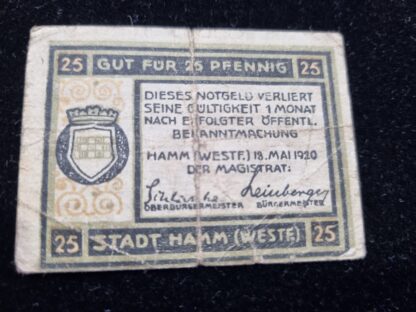 25 GUT FÜR 25 PFENNIG 25
DIESES NOTGELD VERLIERT
SEINE GÜLTIGKEIT 1 MONAT
NACH ERFOLGTER ÖFFENTL.
BEKANNTMACHUNG
HAMM (WESTF.) 18. MAI 1920
DER MAGISTRAT:
OBERBÜRGERMEISTER BÜRGERMEISTER
25 STADT HAMM (WESTF.) 25